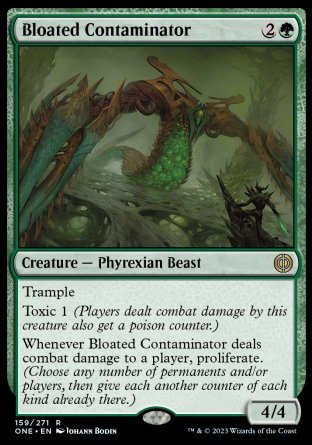 Bloated Contaminator 2
Creature — Phyrexian Beast
Trample
Toxic 1 (Players dealt combat damage by this
creature also get a poison counter.)
Whenever Bloated Contaminator deals
combat damage to a player, proliferate.
(Choose any number of permanents and/or
players, then give each another counter of each
kind already there.)
4/4
159/271 R
ONE • EN Johann Bodin ™ & © 2023 Wizards of the Coast